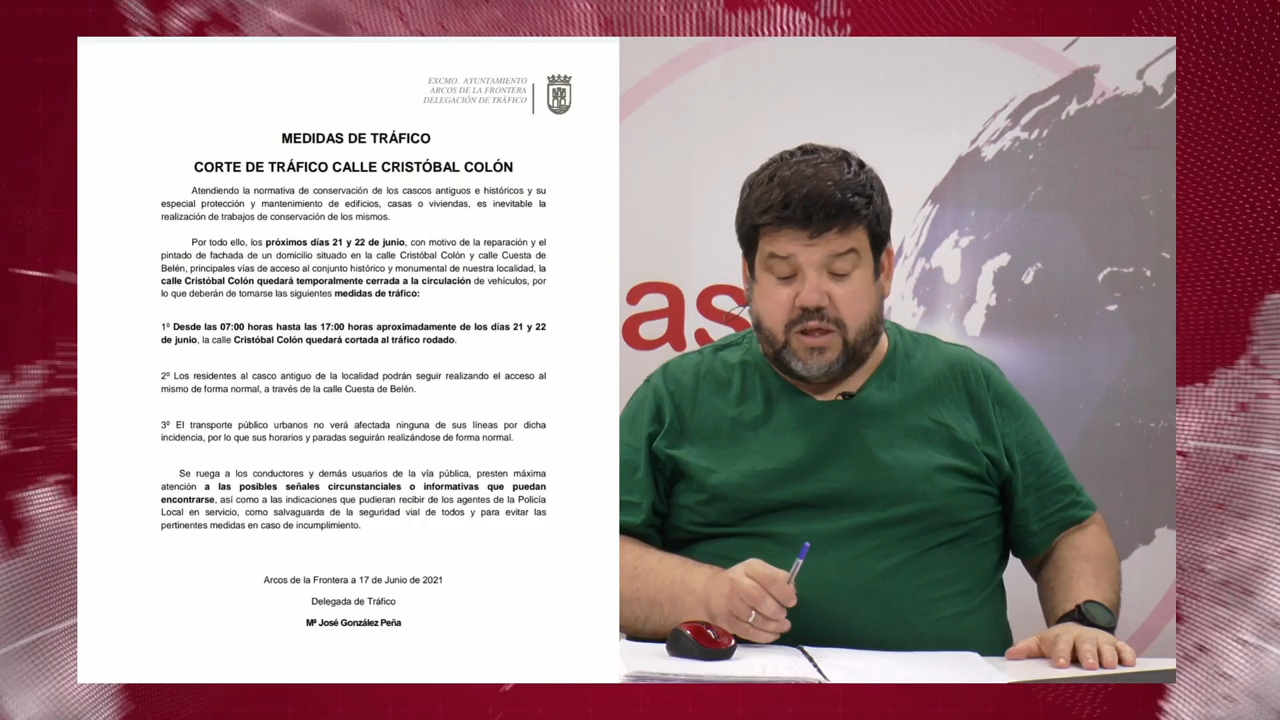 EXCMO. AYUNTAMIENTO
ARCOS DE LA FRONTERA
DELEGACIÓN DE TRÁFICO
MEDIDAS DE TRÁFICO
CORTE DE TRÁFICO CALLE CRISTÓBAL COLÓN
Atendiendo la normativa de conservación de los cascos antiguos e históricos y su
especial protección y mantenimiento de edificios, casas o viviendas, es inevitable la
realización de trabajos de conservación de los mismos.
Por todo ello, los próximos días 21 y 22 de junio, con motivo de la reparación y el
pintado de fachada de un domicilio situado en la calle Cristóbal Colón y calle Cuesta de
Belén, principales vías de acceso al conjunto histórico y monumental de nuestra localidad, la
calle Cristóbal Colón quedará temporalmente cerrada a la circulación de vehículos, por
lo que deberán de tomarse las siguientes medidas de tráfico:
1º Desde las 07:00 horas hasta las 17:00 horas aproximadamente de los días 21 y 22
de junio, la calle Cristóbal Colón quedará cortada al tráfico rodado.
2º Los residentes al casco antiguo de la localidad podrán seguir realizando el acceso al
mismo de forma normal, a través de la calle Cuesta de Belén.
3º El transporte público urbanos no verá afectada ninguna de sus líneas por dicha
incidencia, por lo que sus horarios y paradas seguirán realizándose de forma normal.
Se ruega a los conductores y demás usuarios de la vía pública, presten máxima
atención a las posibles señales circunstanciales o informativas que puedan
encontrarse, así como a las indicaciones que pudieran recibir de los agentes de la Policía
Local en servicio, como salvaguarda de la seguridad vial de todos y para evitar las
pertinentes medidas en caso de incumplimiento.
Arcos de la Frontera a 17 de Junio de 2021
Delegada de Tráfico
Mª José González Peña
as